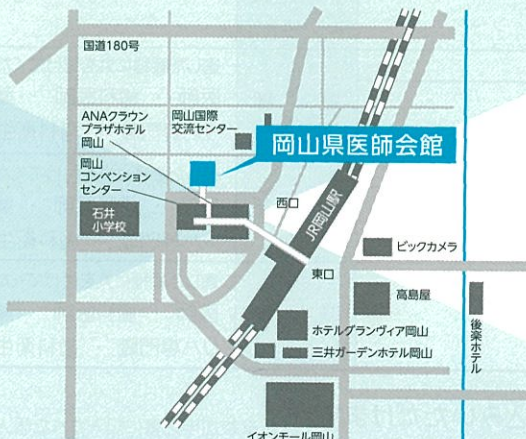 国道180号
ANAクラウン
プラザホテル
岡山
岡山国際
交流センター
岡山県医師会館
岡山
コンベンション
センター
石井
小学校
西口
JR岡山駅
東口
ビックカメラ
高島屋
後楽ホテル
ホテルグランヴィア岡山
三井ガーデンホテル岡山
イオンモール岡山